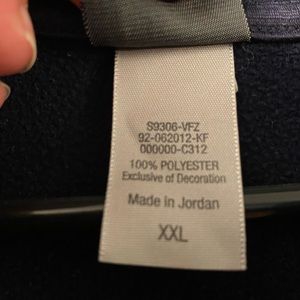 S9306-VFZ
92-062012-KF
000000-C312
100% POLYESTER
Exclusive of Decoration
Made in Jordan
XXL